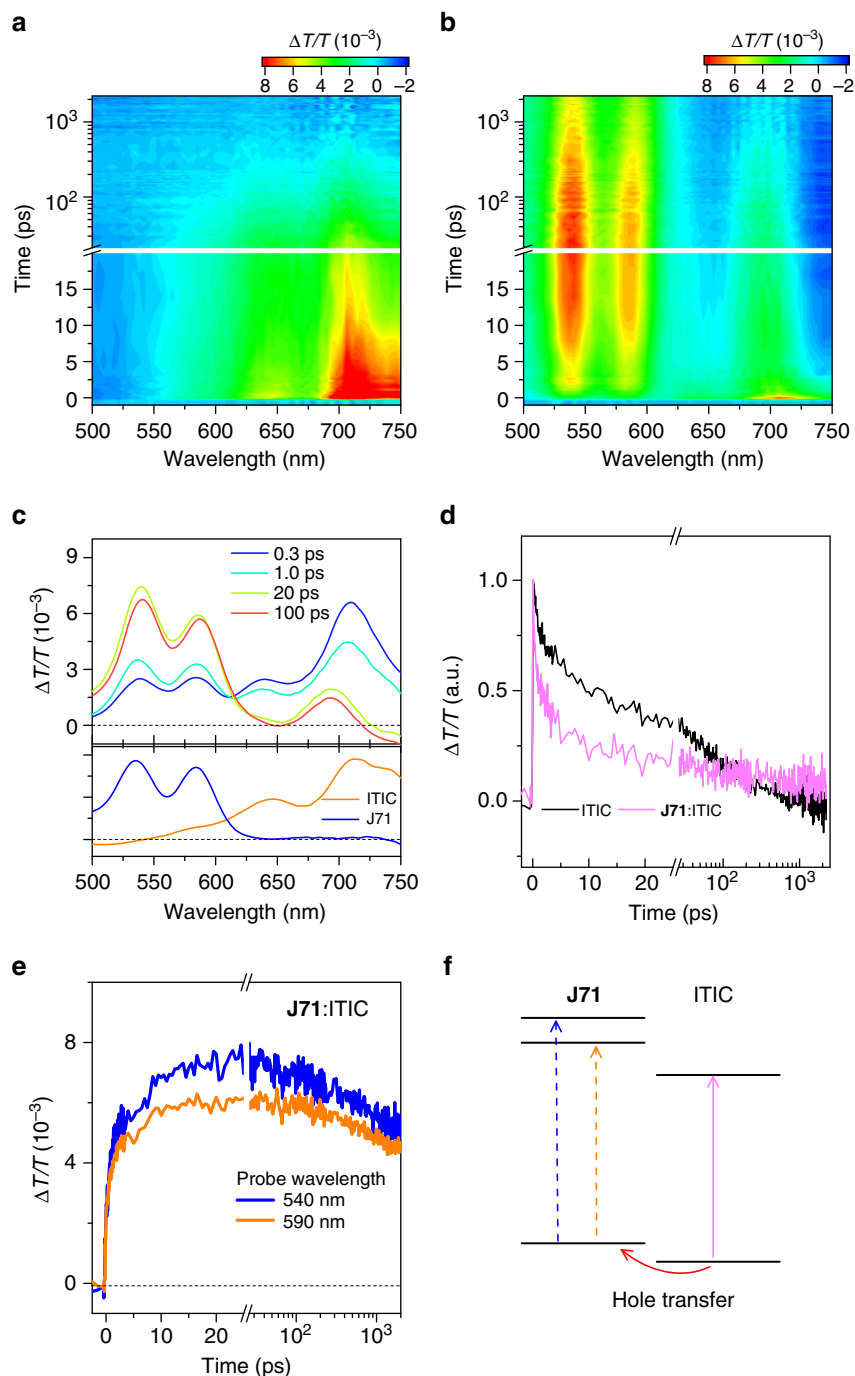 a
ΔT/T (10⁻³)
8 6 4 2 0 −2
10³
10²
15
10
5
0
Time (ps)
500 550 600 650 700 750
Wavelength (nm)
b
ΔT/T (10⁻³)
8 6 4 2 0 −2
10³
10²
15
10
5
0
Time (ps)
500 550 600 650 700 750
Wavelength (nm)
c
9
6
3
0
ΔT/T (10⁻³)
0.3 ps
1.0 ps
20 ps
100 ps
ITIC
J71
500 550 600 650 700 750
Wavelength (nm)
d
1.0
0.5
0.0
ΔT/T (a.u.)
ITIC J71:ITIC
0 10 20 10² 10³
Time (ps)
e
J71:ITIC
8
4
0
ΔT/T (10⁻³)
Probe wavelength
540 nm
590 nm
0 10 20 10² 10³
Time (ps)
f
J71 ITIC
Hole transfer